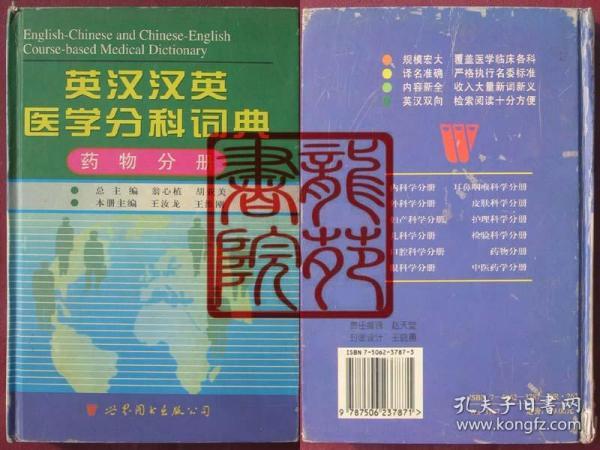 English-Chinese and Chinese-English
Course-based Medical Dictionary
英汉汉英
医学分科词典
药物分册
总主编 翁心植 胡亚美
本册主编 王汝龙 王维刚
世界图书出版公司
规模宏大 覆盖医学临床各科
译名准确 严格执行名委标准
内容新全 收入大量新词新义
英汉双向 检索阅读十分方便
内科学分册 耳鼻咽喉科学分册
外科学分册 皮肤科学分册
妇产科学分册 护理科学分册
儿科学分册 检验科学分册
口腔科学分册 药物分册
眼科学分册 中医药学分册
责任编辑 赵天莹
封面设计 王晓勇
ISBN 7-5062-3787-3
9 787506 237871 >
龍苑
書院
孔夫子旧书网
www.kongfz.com